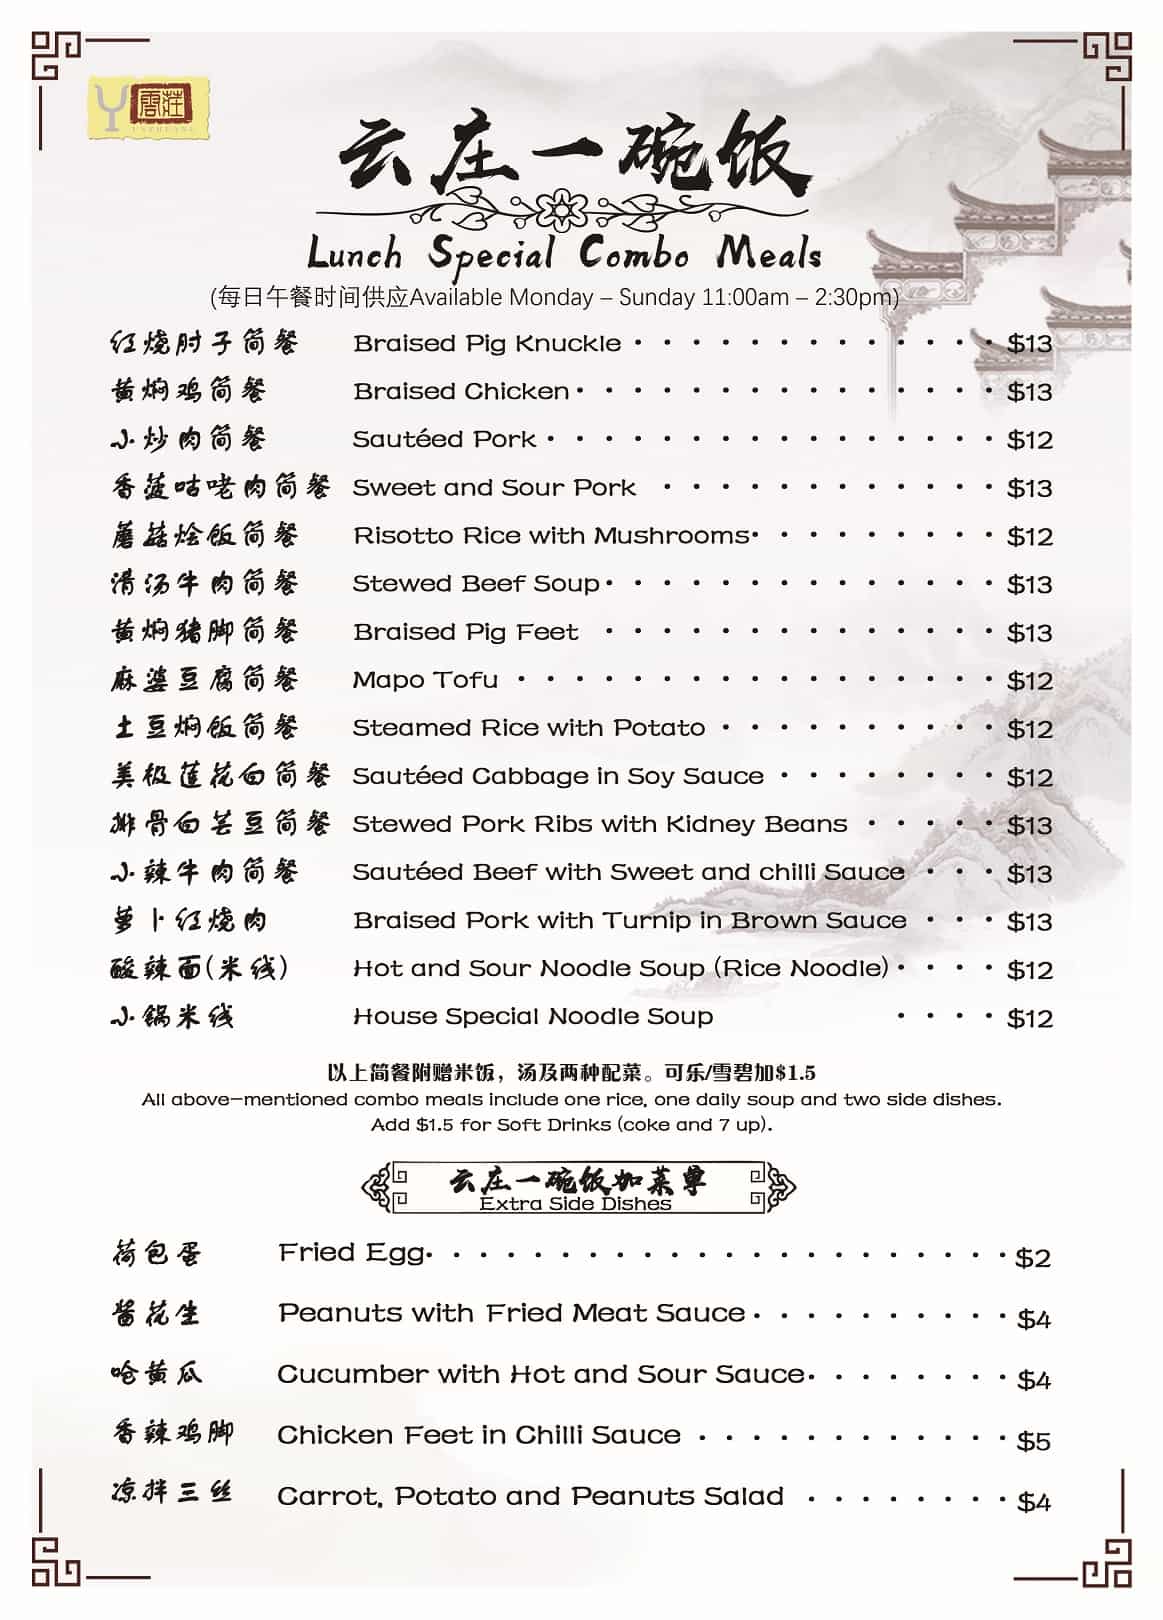 雲莊
YUNZHUANG
云庄一碗饭
Lunch Special Combo Meals
(每日午餐时间供应Available Monday – Sunday 11:00am – 2:30pm)
红烧肘子简餐 Braised Pig Knuckle $13
黄焖鸡简餐 Braised Chicken $13
小炒肉简餐 Sautéed Pork $12
香菠咕咾肉简餐 Sweet and Sour Pork $13
蘑菇烩饭简餐 Risotto Rice with Mushrooms $12
清汤牛肉简餐 Stewed Beef Soup $13
黄焖猪脚简餐 Braised Pig Feet $13
麻婆豆腐简餐 Mapo Tofu $12
土豆焖饭简餐 Steamed Rice with Potato $12
美极莲花白简餐 Sautéed Cabbage in Soy Sauce $12
排骨白芸豆简餐 Stewed Pork Ribs with Kidney Beans $13
小辣牛肉简餐 Sautéed Beef with Sweet and chilli Sauce $13
萝卜红烧肉 Braised Pork with Turnip in Brown Sauce $13
酸辣面(米线) Hot and Sour Noodle Soup (Rice Noodle) $12
小锅米线 House Special Noodle Soup $12
以上简餐附赠米饭，汤及两种配菜。可乐/雪碧加$1.5
All above-mentioned combo meals include one rice, one daily soup and two side dishes.
Add $1.5 for Soft Drinks (coke and 7 up).
云庄一碗饭加菜单
Extra Side Dishes
荷包蛋 Fried Egg $2
酱花生 Peanuts with Fried Meat Sauce $4
呛黄瓜 Cucumber with Hot and Sour Sauce $4
香辣鸡脚 Chicken Feet in Chilli Sauce $5
凉拌三丝 Carrot, Potato and Peanuts Salad $4